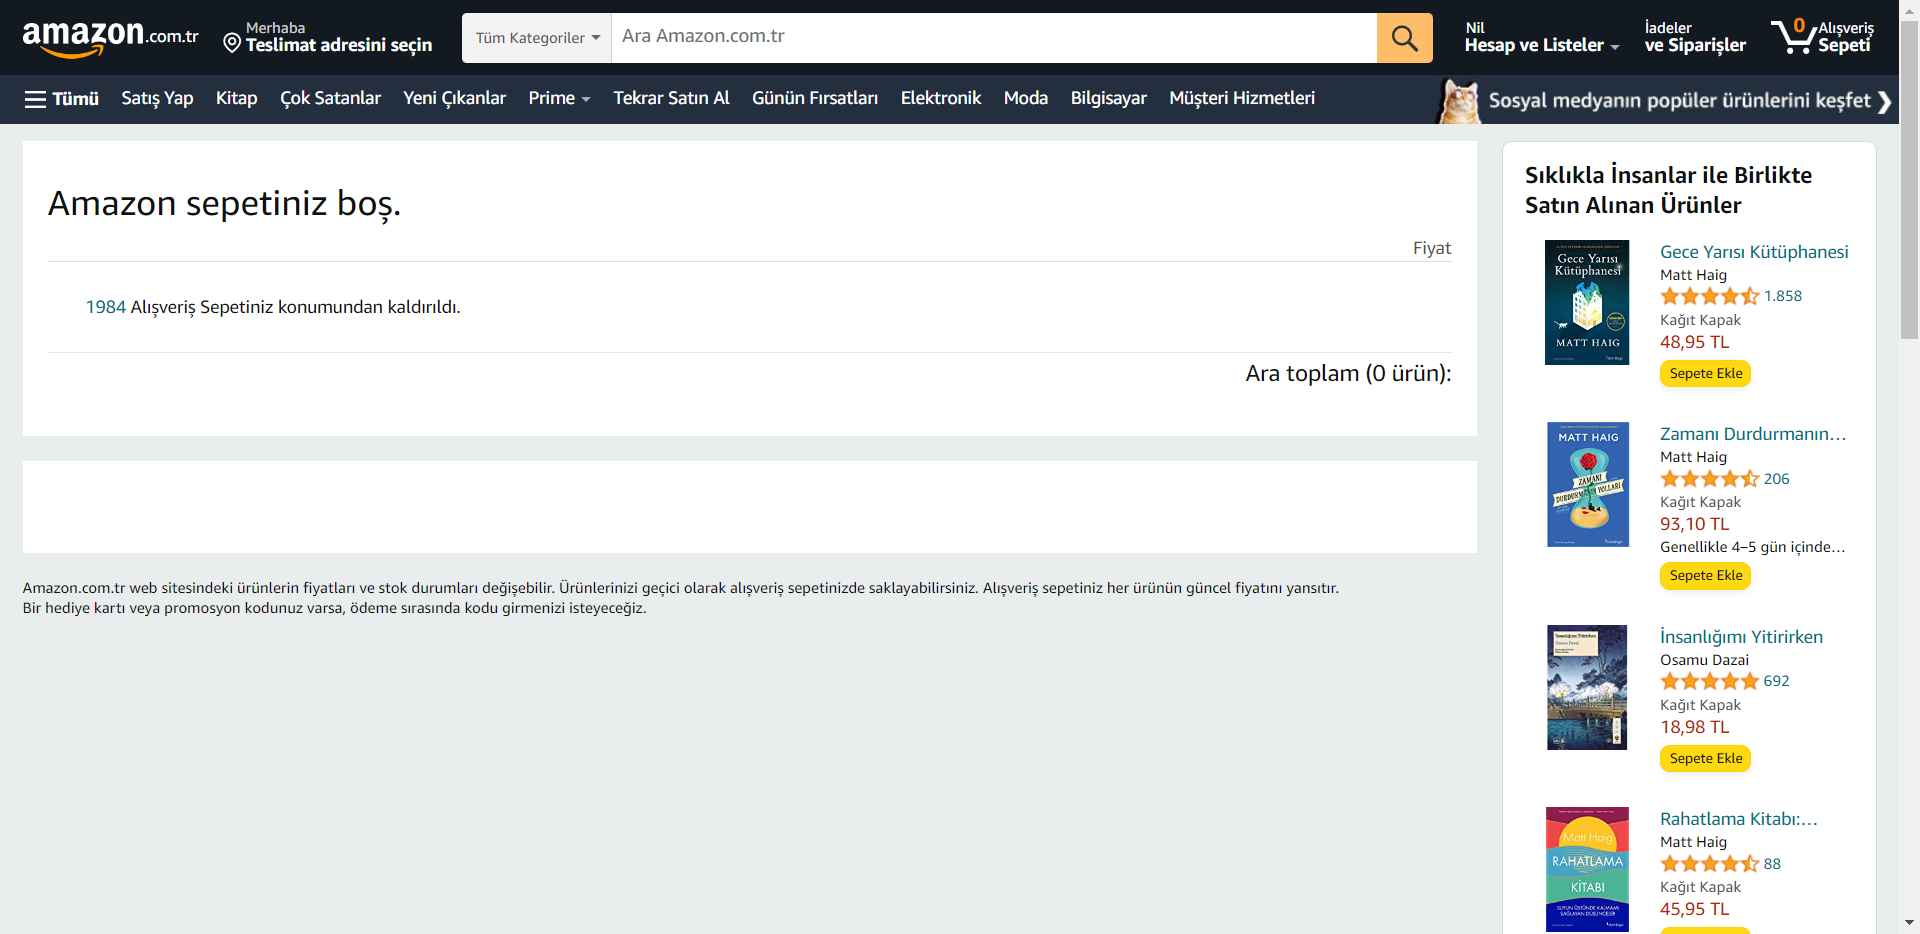 amazon.com.tr
Merhaba
Teslimat adresini seçin
Tüm Kategoriler
Ara Amazon.com.tr
Nil
Hesap ve Listeler
İadeler
ve Siparişler
0
Alışveriş
Sepeti
Tümü
Satış Yap
Kitap
Çok Satanlar
Yeni Çıkanlar
Prime
Tekrar Satın Al
Günün Fırsatları
Elektronik
Moda
Bilgisayar
Müşteri Hizmetleri
Sosyal medyanın popüler ürünlerini keşfet
Amazon sepetiniz boş.
Fiyat
1984 Alışveriş Sepetiniz konumundan kaldırıldı.
Ara toplam (0 ürün):
Amazon.com.tr web sitesindeki ürünlerin fiyatları ve stok durumları değişebilir. Ürünlerinizi geçici olarak alışveriş sepetinizde saklayabilirsiniz. Alışveriş sepetiniz her ürünün güncel fiyatını yansıtır.
Bir hediye kartı veya promosyon kodunuz varsa, ödeme sırasında kodu girmenizi isteyeceğiz.
Sıklıkla İnsanlar ile Birlikte
Satın Alınan Ürünler
Gece Yarısı
Kütüphanesi
MATT HAIG
Gece Yarısı Kütüphanesi
Matt Haig
1.858
Kağıt Kapak
48,95 TL
Sepete Ekle
MATT HAIG
ZAMANI
DURDURMANIN YOLLARI
Zamanı Durdurmanın…
Matt Haig
206
Kağıt Kapak
93,10 TL
Genellikle 4–5 gün içinde…
Sepete Ekle
İnsanlığımı Yitirirken
Osamu Dazai
İnsanlığımı Yitirirken
Osamu Dazai
692
Kağıt Kapak
18,98 TL
Sepete Ekle
Matt Haig
RAHATLAMA
KİTABI
SUYUN ÜSTÜNDE KALMAMI
SAĞLAYAN DÜŞÜNCELER
Rahatlama Kitabı:…
Matt Haig
88
Kağıt Kapak
45,95 TL